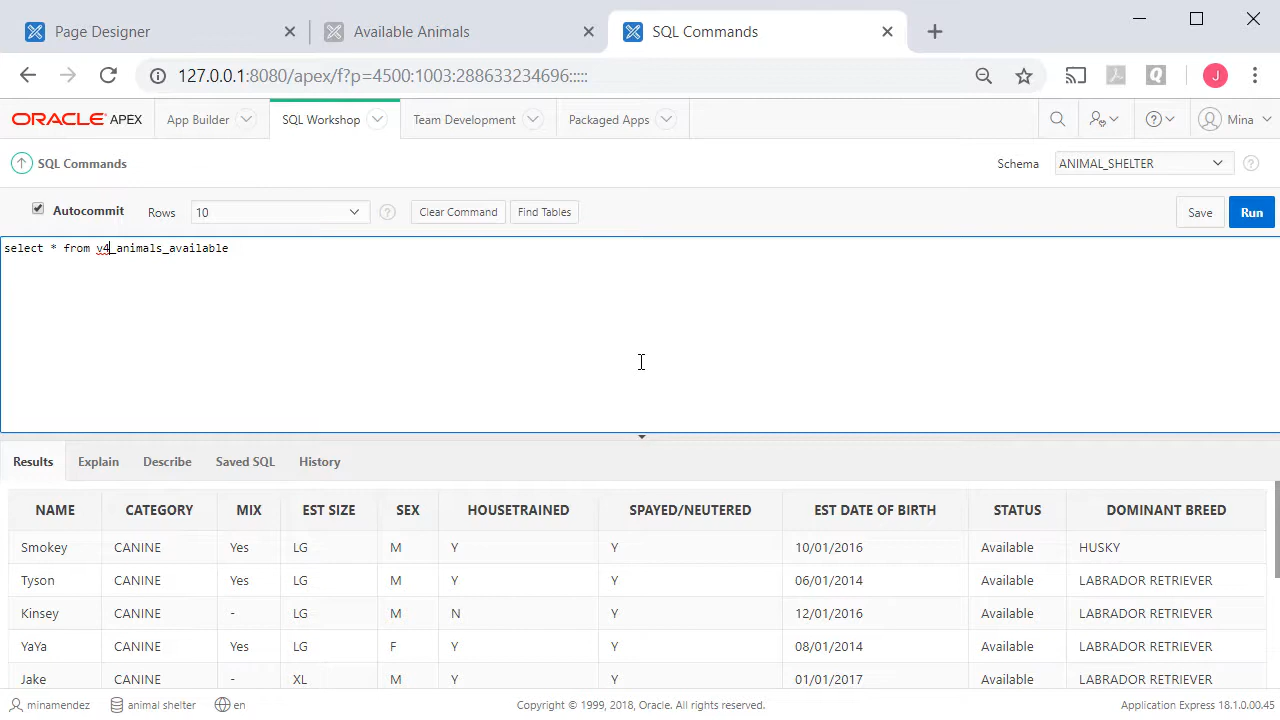 Page Designer
Available Animals
SQL Commands
127.0.0.1:8080/apex/f?p=4500:1003:288633234696:::::
J
ORACLE APEX
App Builder
SQL Workshop
Team Development
Packaged Apps
Mina
SQL Commands
Schema
ANIMAL_SHELTER
Autocommit
Rows
10
Clear Command
Find Tables
Save
Run
select * from v4_animals_available
Results
Explain
Describe
Saved SQL
History
NAME CATEGORY MIX EST SIZE SEX HOUSETRAINED SPAYED/NEUTERED EST DATE OF BIRTH STATUS DOMINANT BREED
Smokey CANINE Yes LG M Y Y 10/01/2016 Available HUSKY
Tyson CANINE Yes LG M Y Y 06/01/2014 Available LABRADOR RETRIEVER
Kinsey CANINE - LG M N Y 12/01/2016 Available LABRADOR RETRIEVER
YaYa CANINE Yes LG F Y Y 08/01/2014 Available LABRADOR RETRIEVER
Jake CANINE - XL M Y Y 01/01/2017 Available LABRADOR RETRIEVER
minamendez
animal shelter
en
Copyright © 1999, 2018, Oracle. All rights reserved.
Application Express 18.1.0.00.45